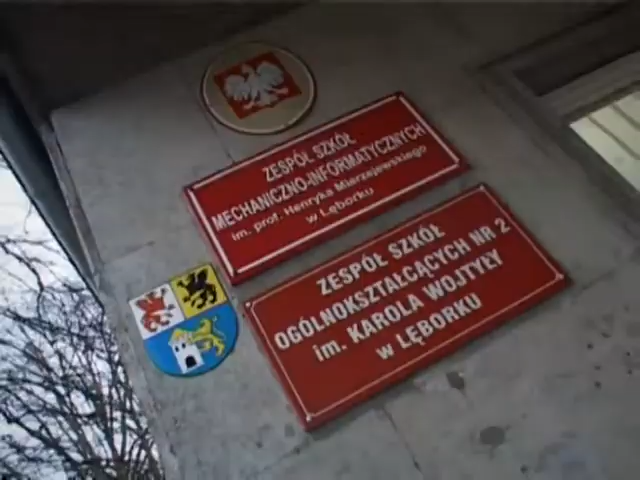 ZESPÓŁ SZKÓŁ
MECHANICZNO-INFORMATYCZNYCH
im. prof. Henryka Mierzejewskiego
w Lęborku
ZESPÓŁ SZKÓŁ
OGÓLNOKSZTAŁCĄCYCH NR 2
im. KAROLA WOJTYŁY
w LĘBORKU